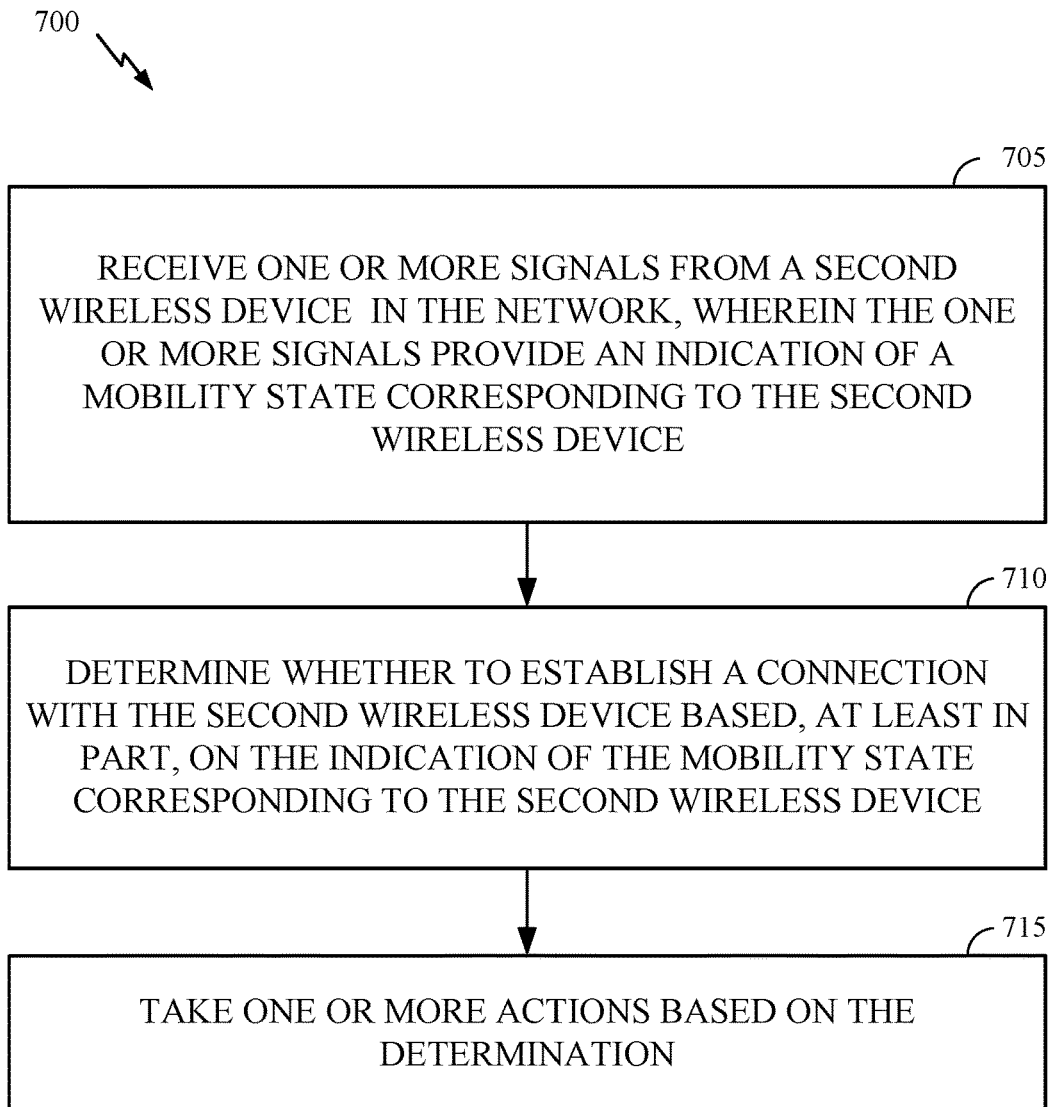 700
705
RECEIVE ONE OR MORE SIGNALS FROM A SECOND
WIRELESS DEVICE IN THE NETWORK, WHEREIN THE ONE
OR MORE SIGNALS PROVIDE AN INDICATION OF A
MOBILITY STATE CORRESPONDING TO THE SECOND
WIRELESS DEVICE
710
DETERMINE WHETHER TO ESTABLISH A CONNECTION
WITH THE SECOND WIRELESS DEVICE BASED, AT LEAST IN
PART, ON THE INDICATION OF THE MOBILITY STATE
CORRESPONDING TO THE SECOND WIRELESS DEVICE
715
TAKE ONE OR MORE ACTIONS BASED ON THE
DETERMINATION